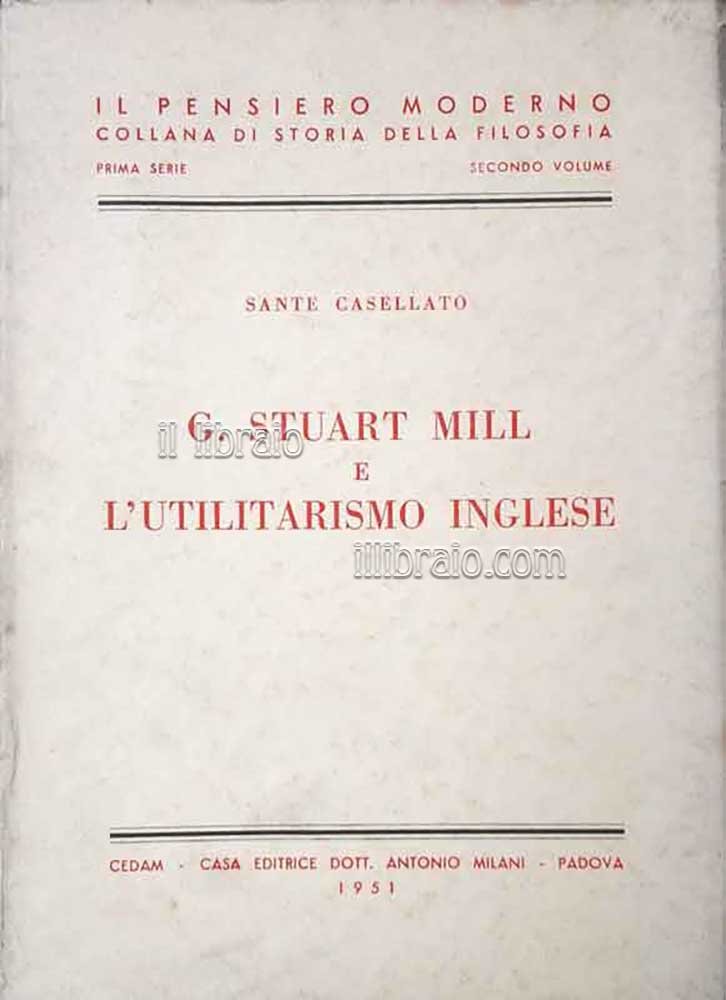 IL PENSIERO MODERNO
COLLANA DI STORIA DELLA FILOSOFIA
PRIMA SERIE SECONDO VOLUME
SANTE CASELLATO
G. STUART MILL
il libraio
E
L'UTILITARISMO INGLESE
illibraio.com
CEDAM - CASA EDITRICE DOTT. ANTONIO MILANI - PADOVA
1951